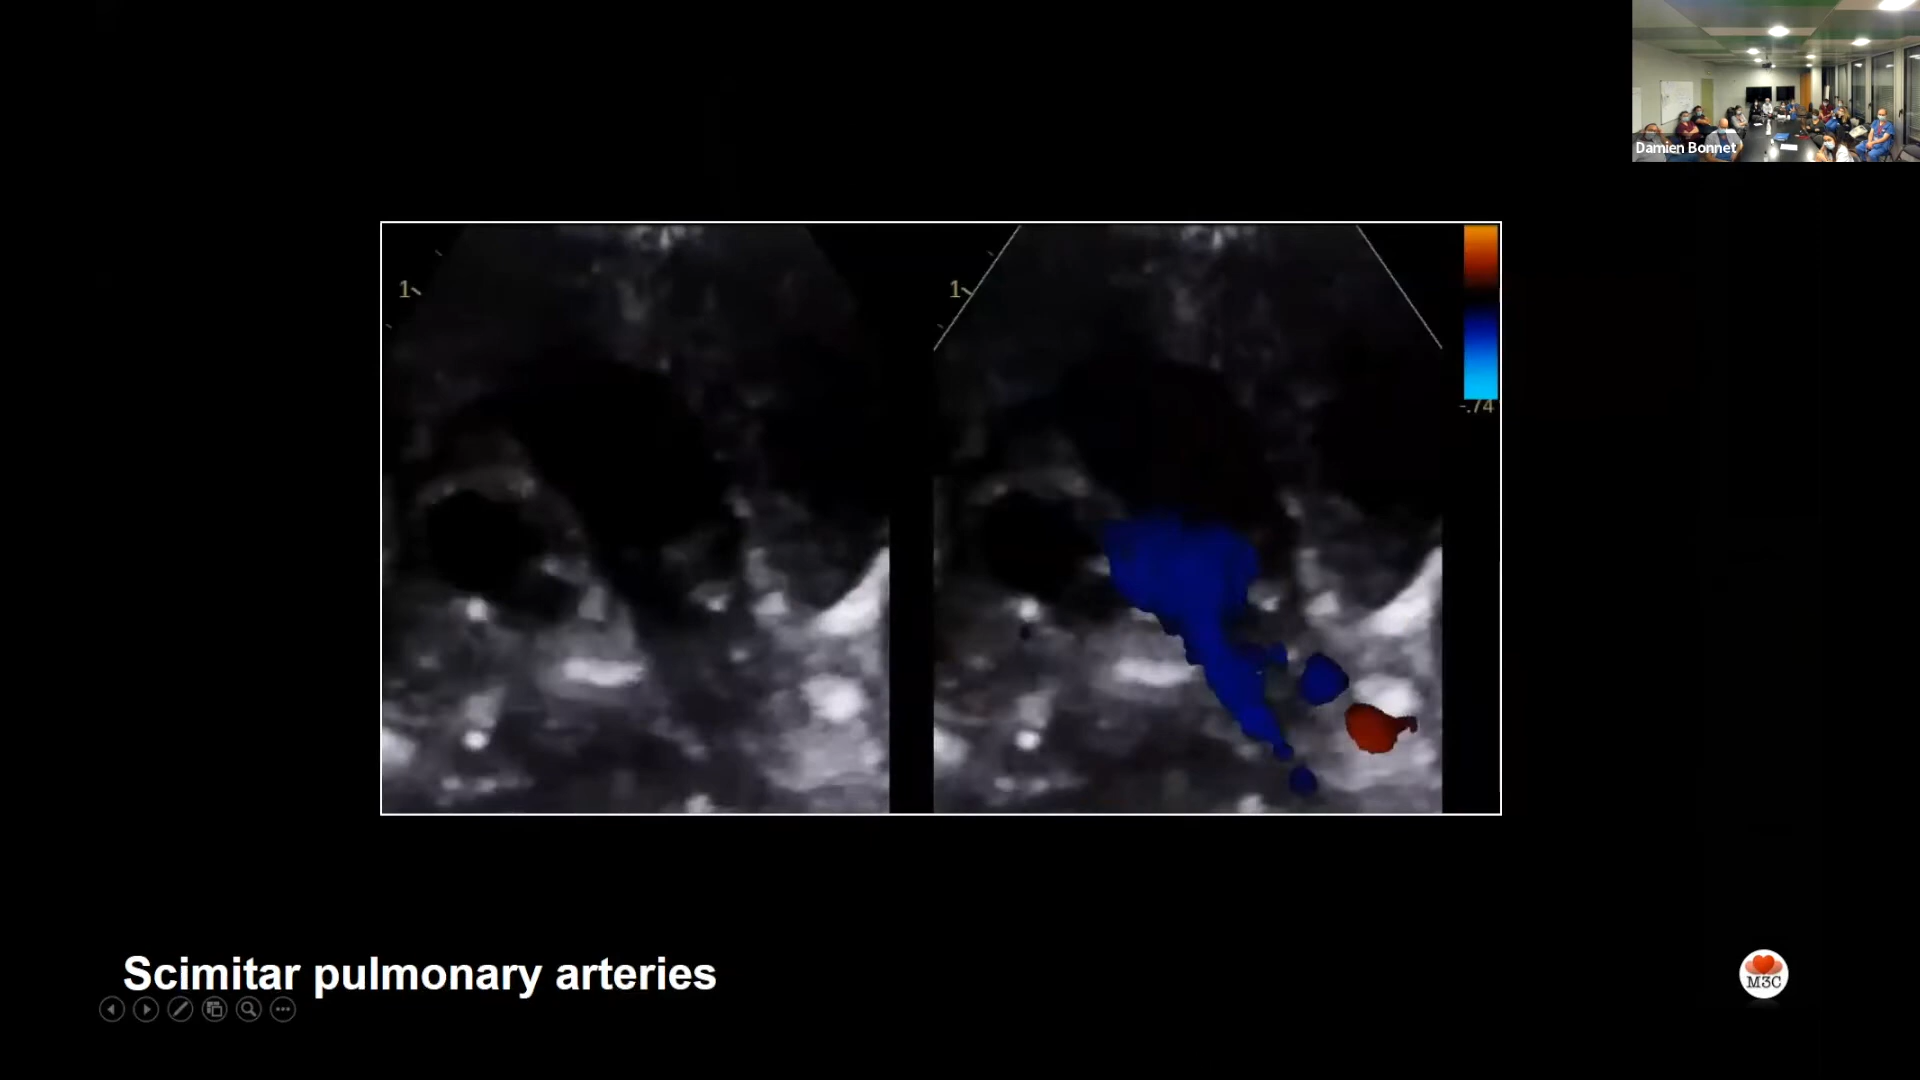 Damien Bonnet
1
1
-.74
Scimitar pulmonary arteries
M3C